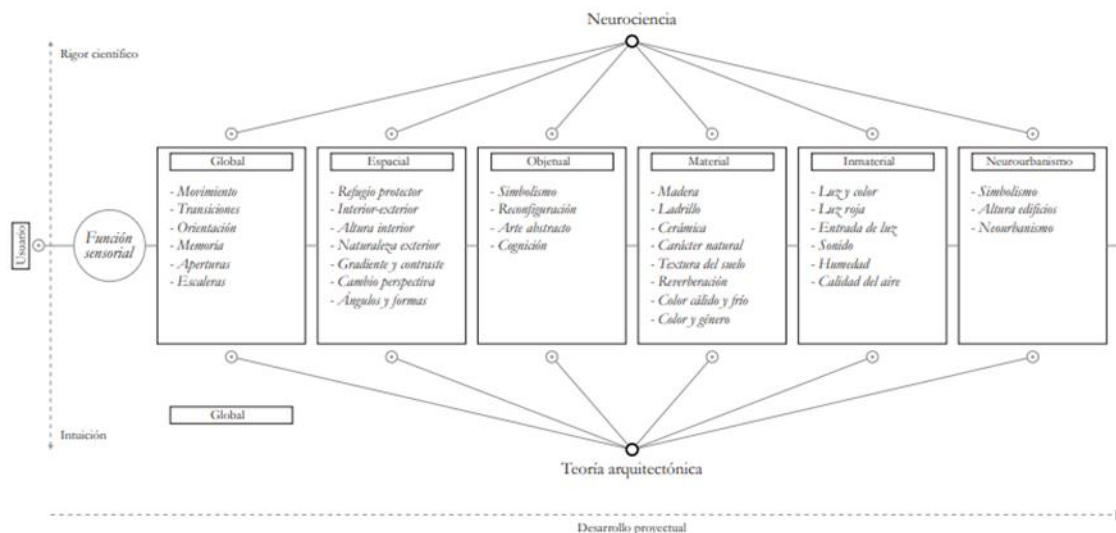 Neurociencia
Rigor científico
Global
- Movimiento
- Transiciones
- Orientación
- Memoria
- Aperturas
- Escaleras
Espacial
- Refugio protector
- Interior-exterior
- Altura interior
- Naturaleza exterior
- Gradiente y contraste
- Cambio perspectiva
- Ángulos y formas
Objetual
- Simbolismo
- Reconfiguración
- Arte abstracto
- Cognición
Material
- Madera
- Ladrillo
- Cerámica
- Carácter natural
- Textura del suelo
- Reverberación
- Color cálido y frío
- Color y género
Inmaterial
- Luz y color
- Luz roja
- Entrada de luz
- Sonido
- Humedad
- Calidad del aire
Neurourbanismo
- Simbolismo
- Altura edificios
- Neourbanismo
Usuario
Función
sensorial
Global
Intuición
Teoría arquitectónica
Desarrollo proyectual